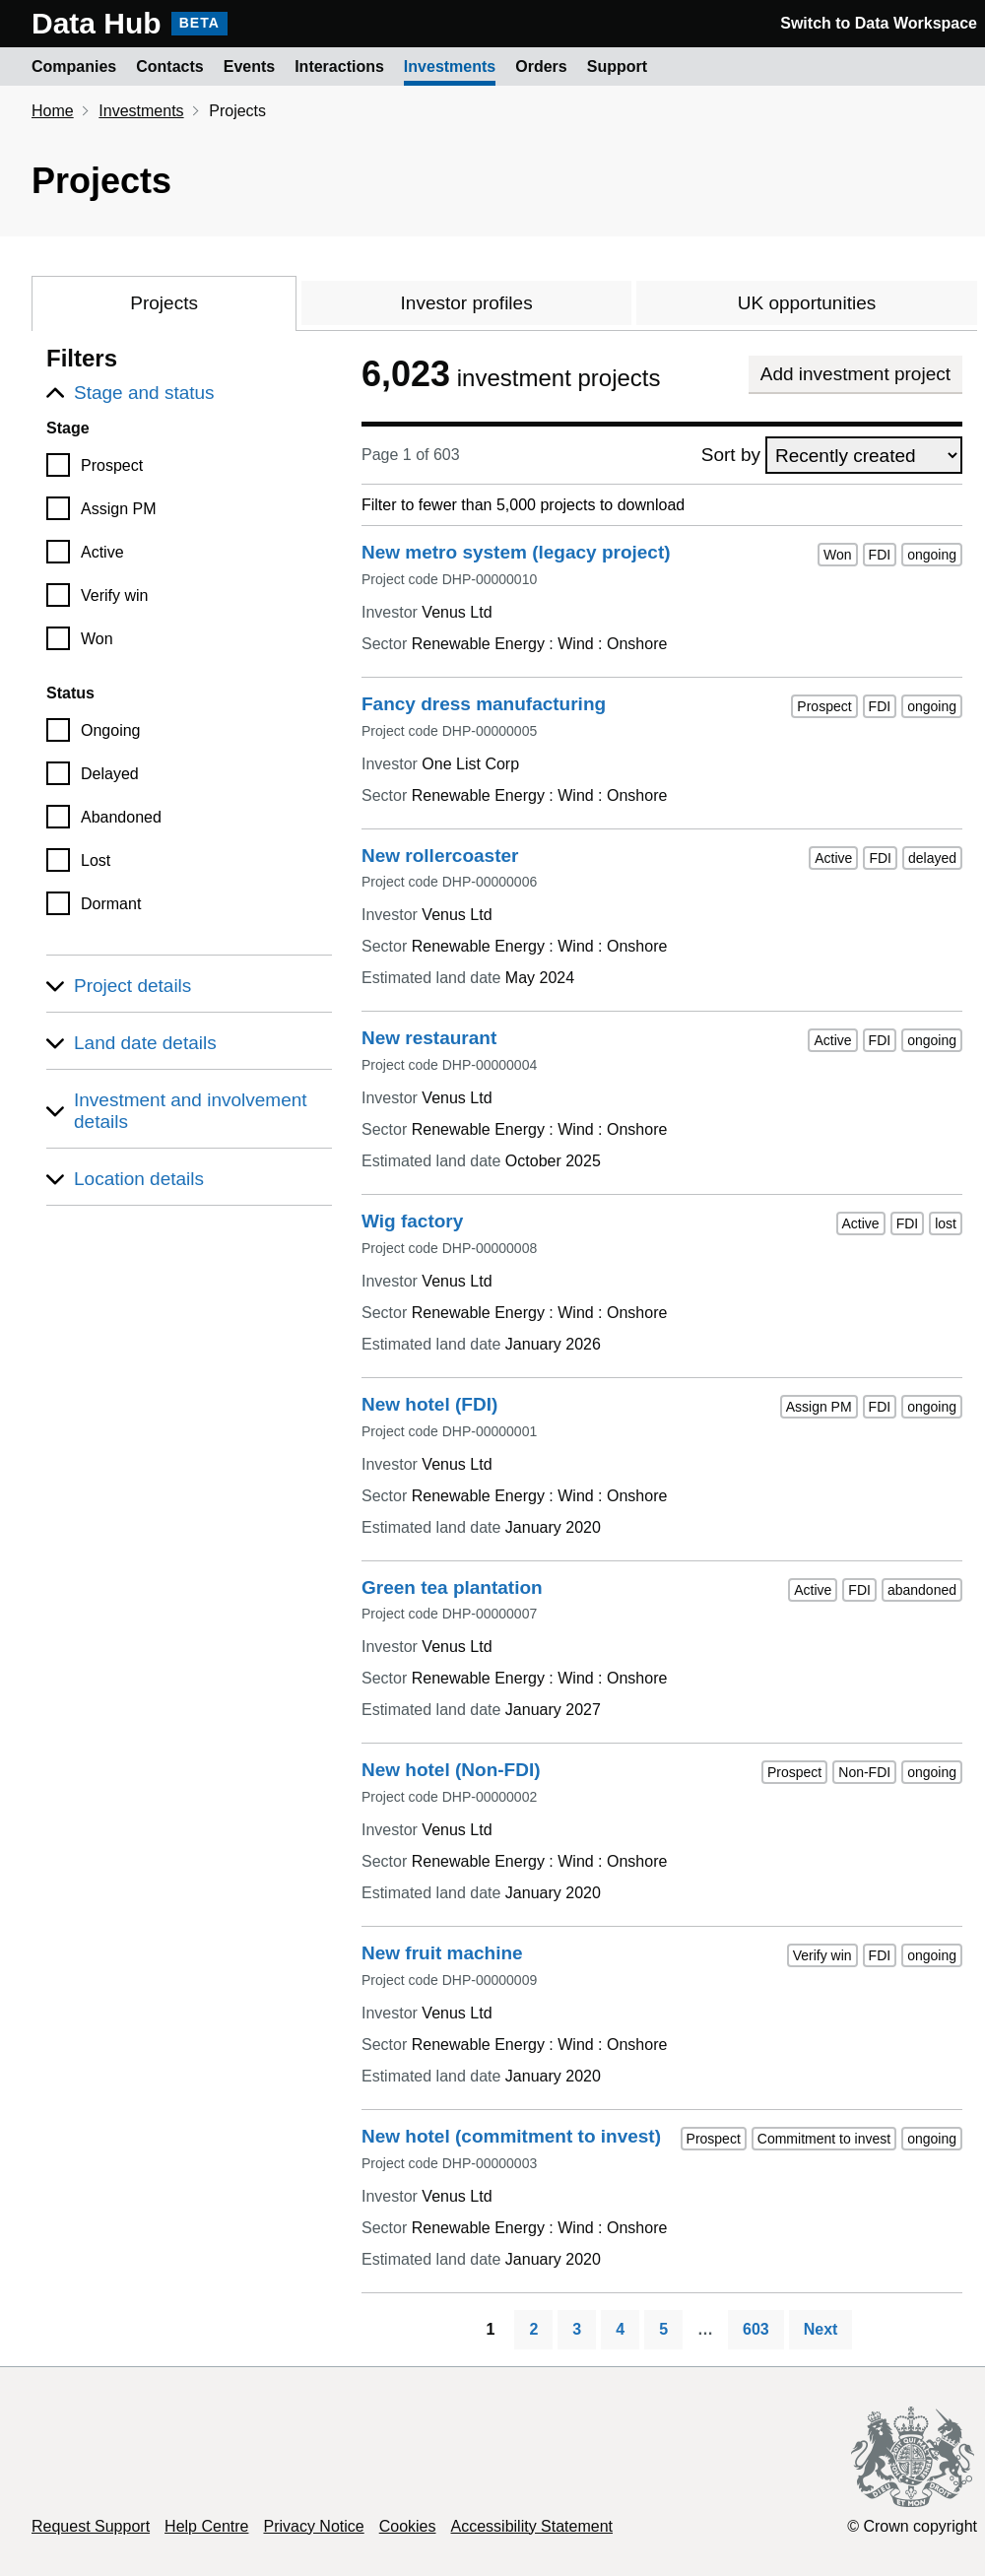 Data Hub BETA
Switch to Data Workspace
Companies Contacts Events Interactions Investments Orders Support
Home Investments Projects
Projects
Projects
Investor profiles
UK opportunities
Filters
Stage and status
Stage
Prospect
Assign PM
Active
Verify win
Won
Status
Ongoing
Delayed
Abandoned
Lost
Dormant
Project details
Land date details
Investment and involvement
details
Location details
6,023 investment projects
Add investment project
Page 1 of 603
Sort by Recently created
Filter to fewer than 5,000 projects to download
New metro system (legacy project)
Won FDI ongoing
Project code DHP-00000010
Investor Venus Ltd
Sector Renewable Energy : Wind : Onshore
Fancy dress manufacturing
Prospect FDI ongoing
Project code DHP-00000005
Investor One List Corp
Sector Renewable Energy : Wind : Onshore
New rollercoaster
Active FDI delayed
Project code DHP-00000006
Investor Venus Ltd
Sector Renewable Energy : Wind : Onshore
Estimated land date May 2024
New restaurant
Active FDI ongoing
Project code DHP-00000004
Investor Venus Ltd
Sector Renewable Energy : Wind : Onshore
Estimated land date October 2025
Wig factory
Active FDI lost
Project code DHP-00000008
Investor Venus Ltd
Sector Renewable Energy : Wind : Onshore
Estimated land date January 2026
New hotel (FDI)
Assign PM FDI ongoing
Project code DHP-00000001
Investor Venus Ltd
Sector Renewable Energy : Wind : Onshore
Estimated land date January 2020
Green tea plantation
Active FDI abandoned
Project code DHP-00000007
Investor Venus Ltd
Sector Renewable Energy : Wind : Onshore
Estimated land date January 2027
New hotel (Non-FDI)
Prospect Non-FDI ongoing
Project code DHP-00000002
Investor Venus Ltd
Sector Renewable Energy : Wind : Onshore
Estimated land date January 2020
New fruit machine
Verify win FDI ongoing
Project code DHP-00000009
Investor Venus Ltd
Sector Renewable Energy : Wind : Onshore
Estimated land date January 2020
New hotel (commitment to invest)
Prospect Commitment to invest ongoing
Project code DHP-00000003
Investor Venus Ltd
Sector Renewable Energy : Wind : Onshore
Estimated land date January 2020
1 2 3 4 5 … 603 Next
DIEU ET MON DROIT
Request Support Help Centre Privacy Notice Cookies Accessibility Statement
© Crown copyright